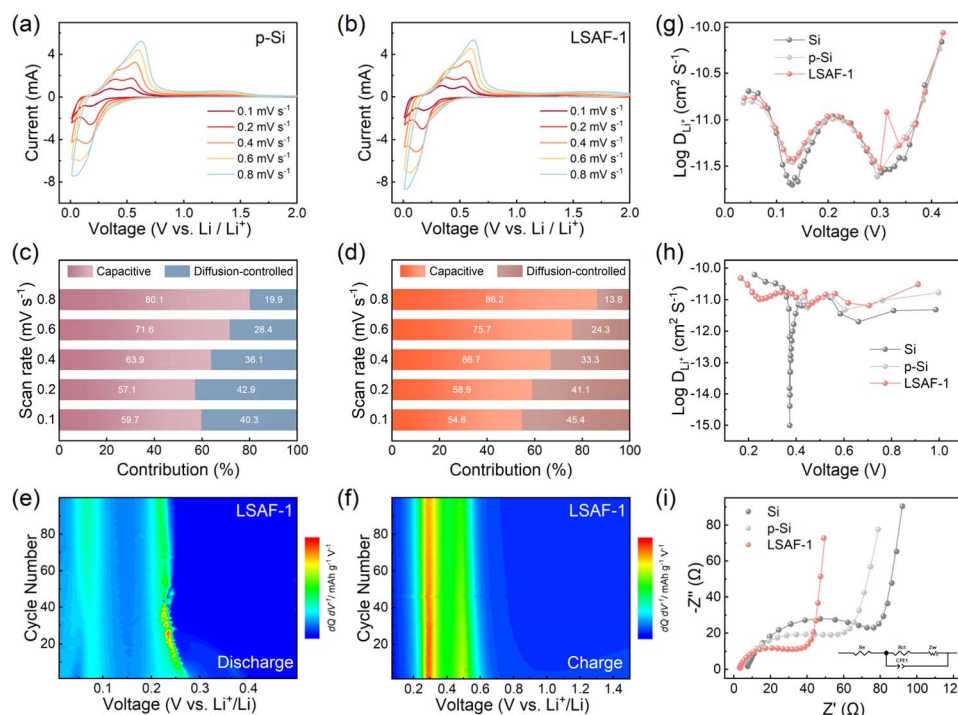 (a)
p-Si
Current (mA)
4
0
-4
-8
0.1 mV s⁻¹
0.2 mV s⁻¹
0.4 mV s⁻¹
0.6 mV s⁻¹
0.8 mV s⁻¹
0.0 0.5 1.0 1.5 2.0
Voltage (V vs. Li / Li⁺)
(b)
LSAF-1
Current (mA)
4
0
-4
-8
0.1 mV s⁻¹
0.2 mV s⁻¹
0.4 mV s⁻¹
0.6 mV s⁻¹
0.8 mV s⁻¹
0.0 0.5 1.0 1.5 2.0
Voltage (V vs. Li / Li⁺)
(g)
Si
p-Si
LSAF-1
Log D Li⁺ (cm² S⁻¹)
-10.0
-10.5
-11.0
-11.5
0.0 0.1 0.2 0.3 0.4
Voltage (V)
(c)
Capacitive Diffusion-controlled
Scan rate (mV s⁻¹)
0.8 80.1 19.9
0.6 71.6 28.4
0.4 63.9 36.1
0.2 57.1 42.9
0.1 59.7 40.3
0 20 40 60 80 100
Contribution (%)
(d)
Capacitive Diffusion-controlled
Scan rate (mV s⁻¹)
0.8 86.2 13.8
0.6 75.7 24.3
0.4 66.7 33.3
0.2 58.9 41.1
0.1 54.6 45.4
0 20 40 60 80 100
Contribution (%)
(h)
Si
p-Si
LSAF-1
Log D Li⁺ (cm² S⁻¹)
-10.0
-11.0
-12.0
-13.0
-14.0
-15.0
0.2 0.4 0.6 0.8 1.0
Voltage (V)
(e)
LSAF-1
Cycle Number
80
60
40
20
Discharge
0.1 0.2 0.3 0.4
Voltage (V vs. Li⁺/Li)
dQ dV⁻¹/ mAh g⁻¹ V⁻¹
(f)
LSAF-1
Cycle Number
80
60
40
20
Charge
0.3 0.6 0.9 1.2 1.5
Voltage (V vs. Li⁺/Li)
dQ dV⁻¹/ mAh g⁻¹ V⁻¹
(i)
Si
p-Si
LSAF-1
-Z'' (Ω)
80
60
40
20
0
Re Rct Zw
CPE1
0 20 40 60 80 100 120
Z' (Ω)